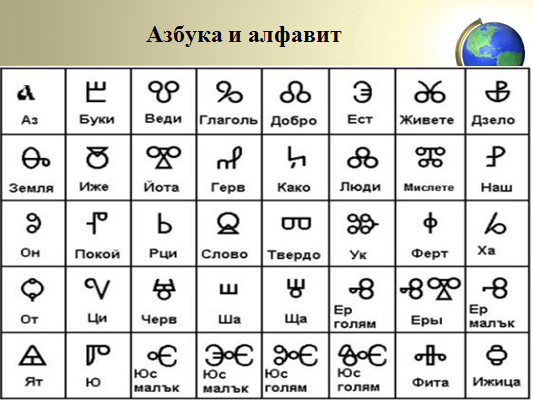 Азбука и алфавит
Аз Буки Веди Глаголь Добро Ест Живете Дзело
Земля Иже Йота Герв Како Люди Мислете Наш
Он Покой Рци Слово Твердо Ук Ферт Ха
От Ци Черв Ша Ща Ер голям Еры Ер малък
Ят Ю Юс малък Юс малък Юс голям Юс голям Фита Ижица